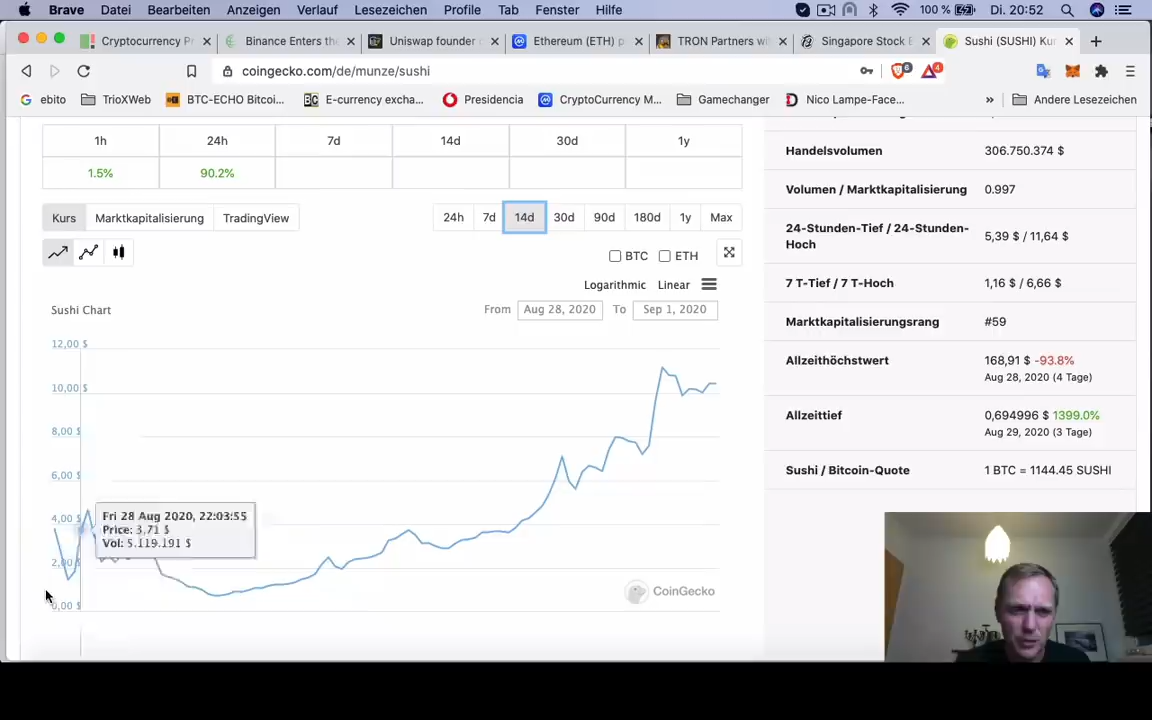 Brave Datei Bearbeiten Anzeigen Verlauf Lesezeichen Profile Tab Fenster Hilfe 100 % Di. 20:52
Cryptocurrency Pr Binance Enters the Uniswap founder Ethereum (ETH) p TRON Partners wi Singapore Stock E Sushi (SUSHI) Kur
coingecko.com/de/munze/sushi
ebito TrioXWeb BTC-ECHO Bitcoi... E-currency excha... Presidencia CryptoCurrency M... Gamechanger Nico Lampe-Face... » Andere Lesezeichen
1h 24h 7d 14d 30d 1y
1.5% 90.2%
Kurs Marktkapitalisierung TradingView 24h 7d 14d 30d 90d 180d 1y Max
BTC ETH
Logarithmic Linear
Sushi Chart From Aug 28, 2020 To Sep 1, 2020
12,00 $
10,00 $
8,00 $
6,00 $
4,00 $
2,00 $
0,00 $
Fri 28 Aug 2020, 22:03:55
Price: 3,71 $
Vol: 5.119.191 $
CoinGecko
Handelsvolumen 306.750.374 $
Volumen / Marktkapitalisierung 0.997
24-Stunden-Tief / 24-Stunden-
Hoch 5,39 $ / 11,64 $
7 T-Tief / 7 T-Hoch 1,16 $ / 6,66 $
Marktkapitalisierungsrang #59
Allzeithöchstwert 168,91 $ -93.8%
Aug 28, 2020 (4 Tage)
Allzeittief 0,694996 $ 1399.0%
Aug 29, 2020 (3 Tage)
Sushi / Bitcoin-Quote 1 BTC = 1144.45 SUSHI